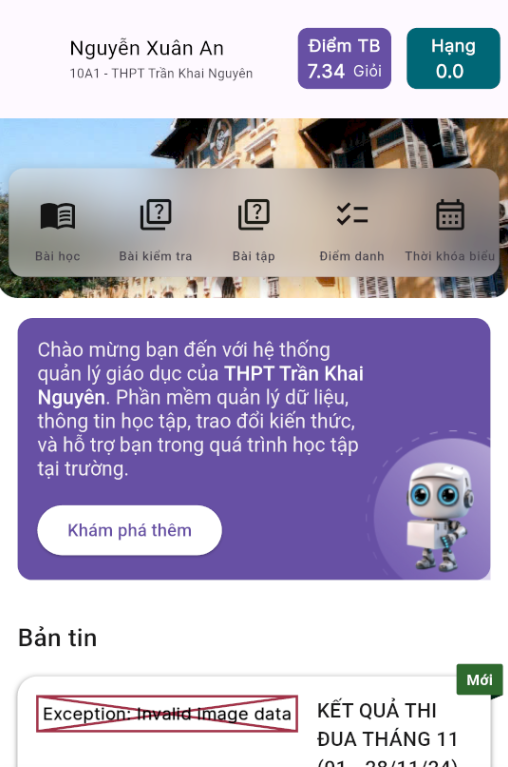 Nguyễn Xuân An
10A1 - THPT Trần Khai Nguyên
Điểm TB
7.34 Giỏi
Hạng
0.0
Bài học
Bài kiểm tra
Bài tập
Điểm danh
Thời khóa biểu
Chào mừng bạn đến với hệ thống
quản lý giáo dục của THPT Trần Khai
Nguyên. Phần mềm quản lý dữ liệu,
thông tin học tập, trao đổi kiến thức,
và hỗ trợ bạn trong quá trình học tập
tại trường.
Khám phá thêm
Bản tin
Mới
Exception: Invalid image data
KẾT QUẢ THI
ĐUA THÁNG 11
(01 - 28/11/24)